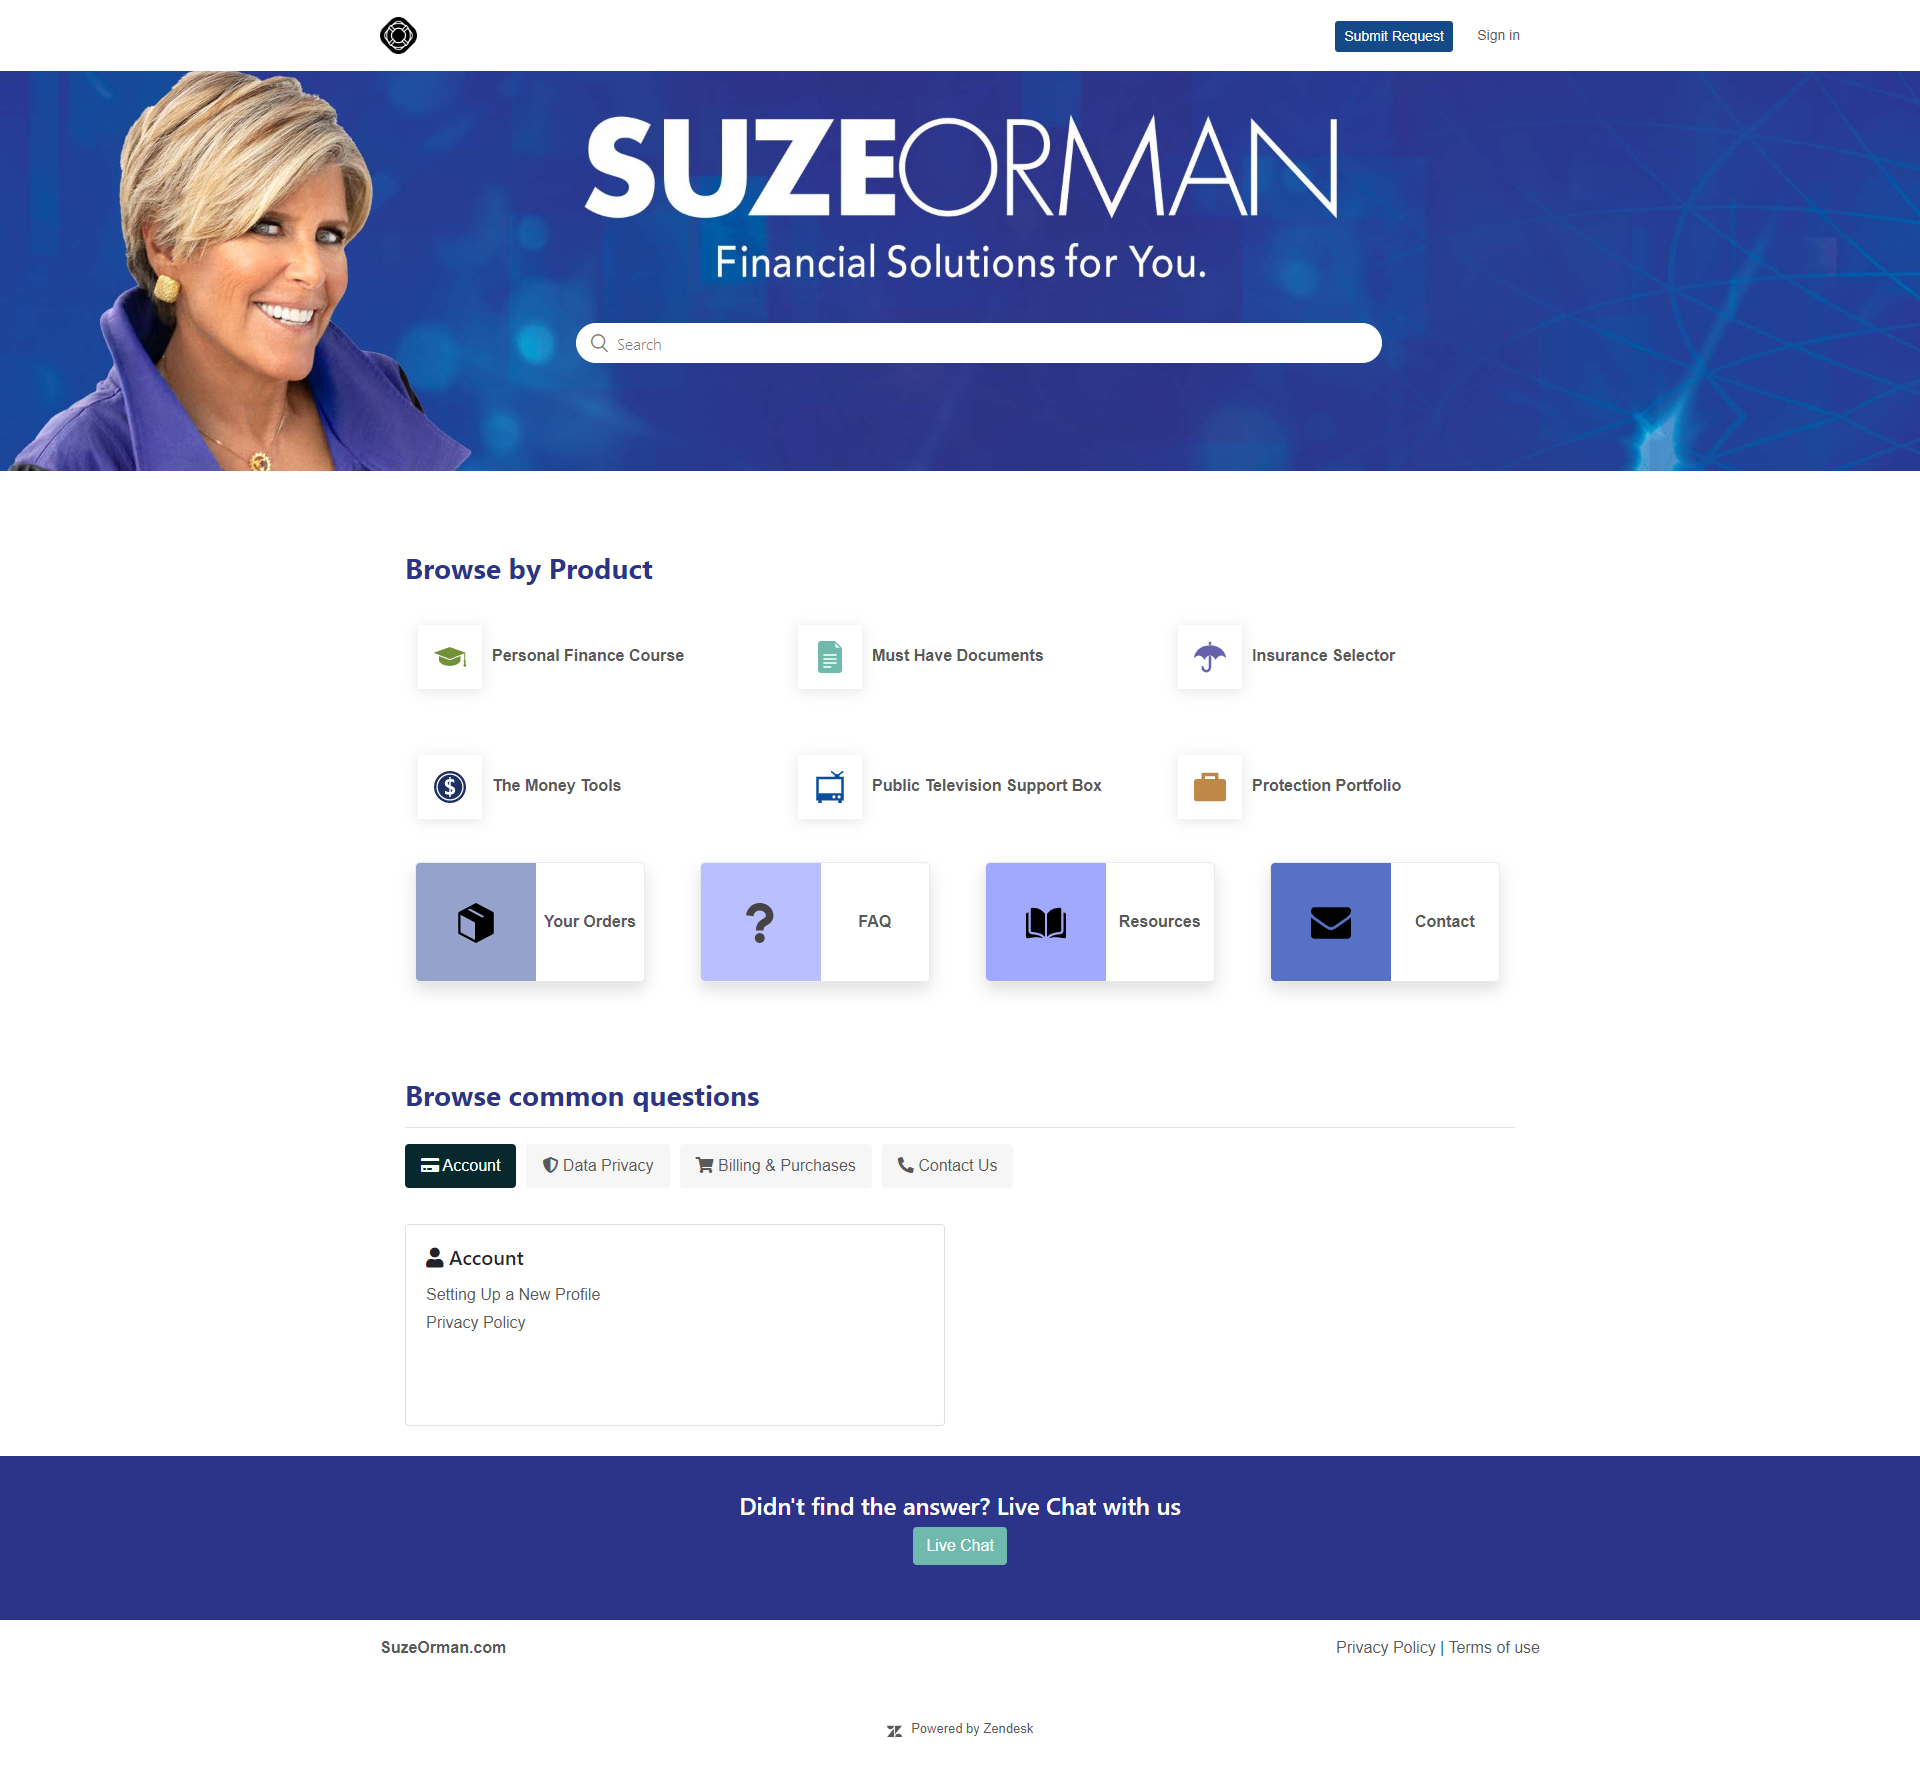 Submit Request
Sign in
SUZEORMAN
Financial Solutions for You.
Search
Browse by Product
Personal Finance Course
Must Have Documents
Insurance Selector
The Money Tools
Public Television Support Box
Protection Portfolio
Your Orders
FAQ
Resources
Contact
Browse common questions
Account
Data Privacy
Billing & Purchases
Contact Us
Account
Setting Up a New Profile
Privacy Policy
Didn't find the answer? Live Chat with us
Live Chat
SuzeOrman.com
Privacy Policy | Terms of use
Powered by Zendesk